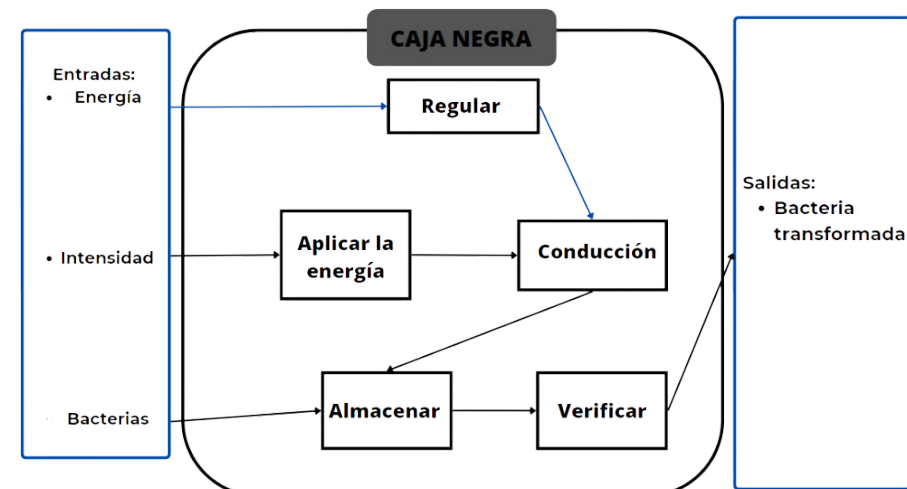 CAJA NEGRA
Entradas:
• Energía
• Intensidad
Bacterias
Regular
Aplicar la
energía
Conducción
Almacenar
Verificar
Salidas:
• Bacteria
transformada